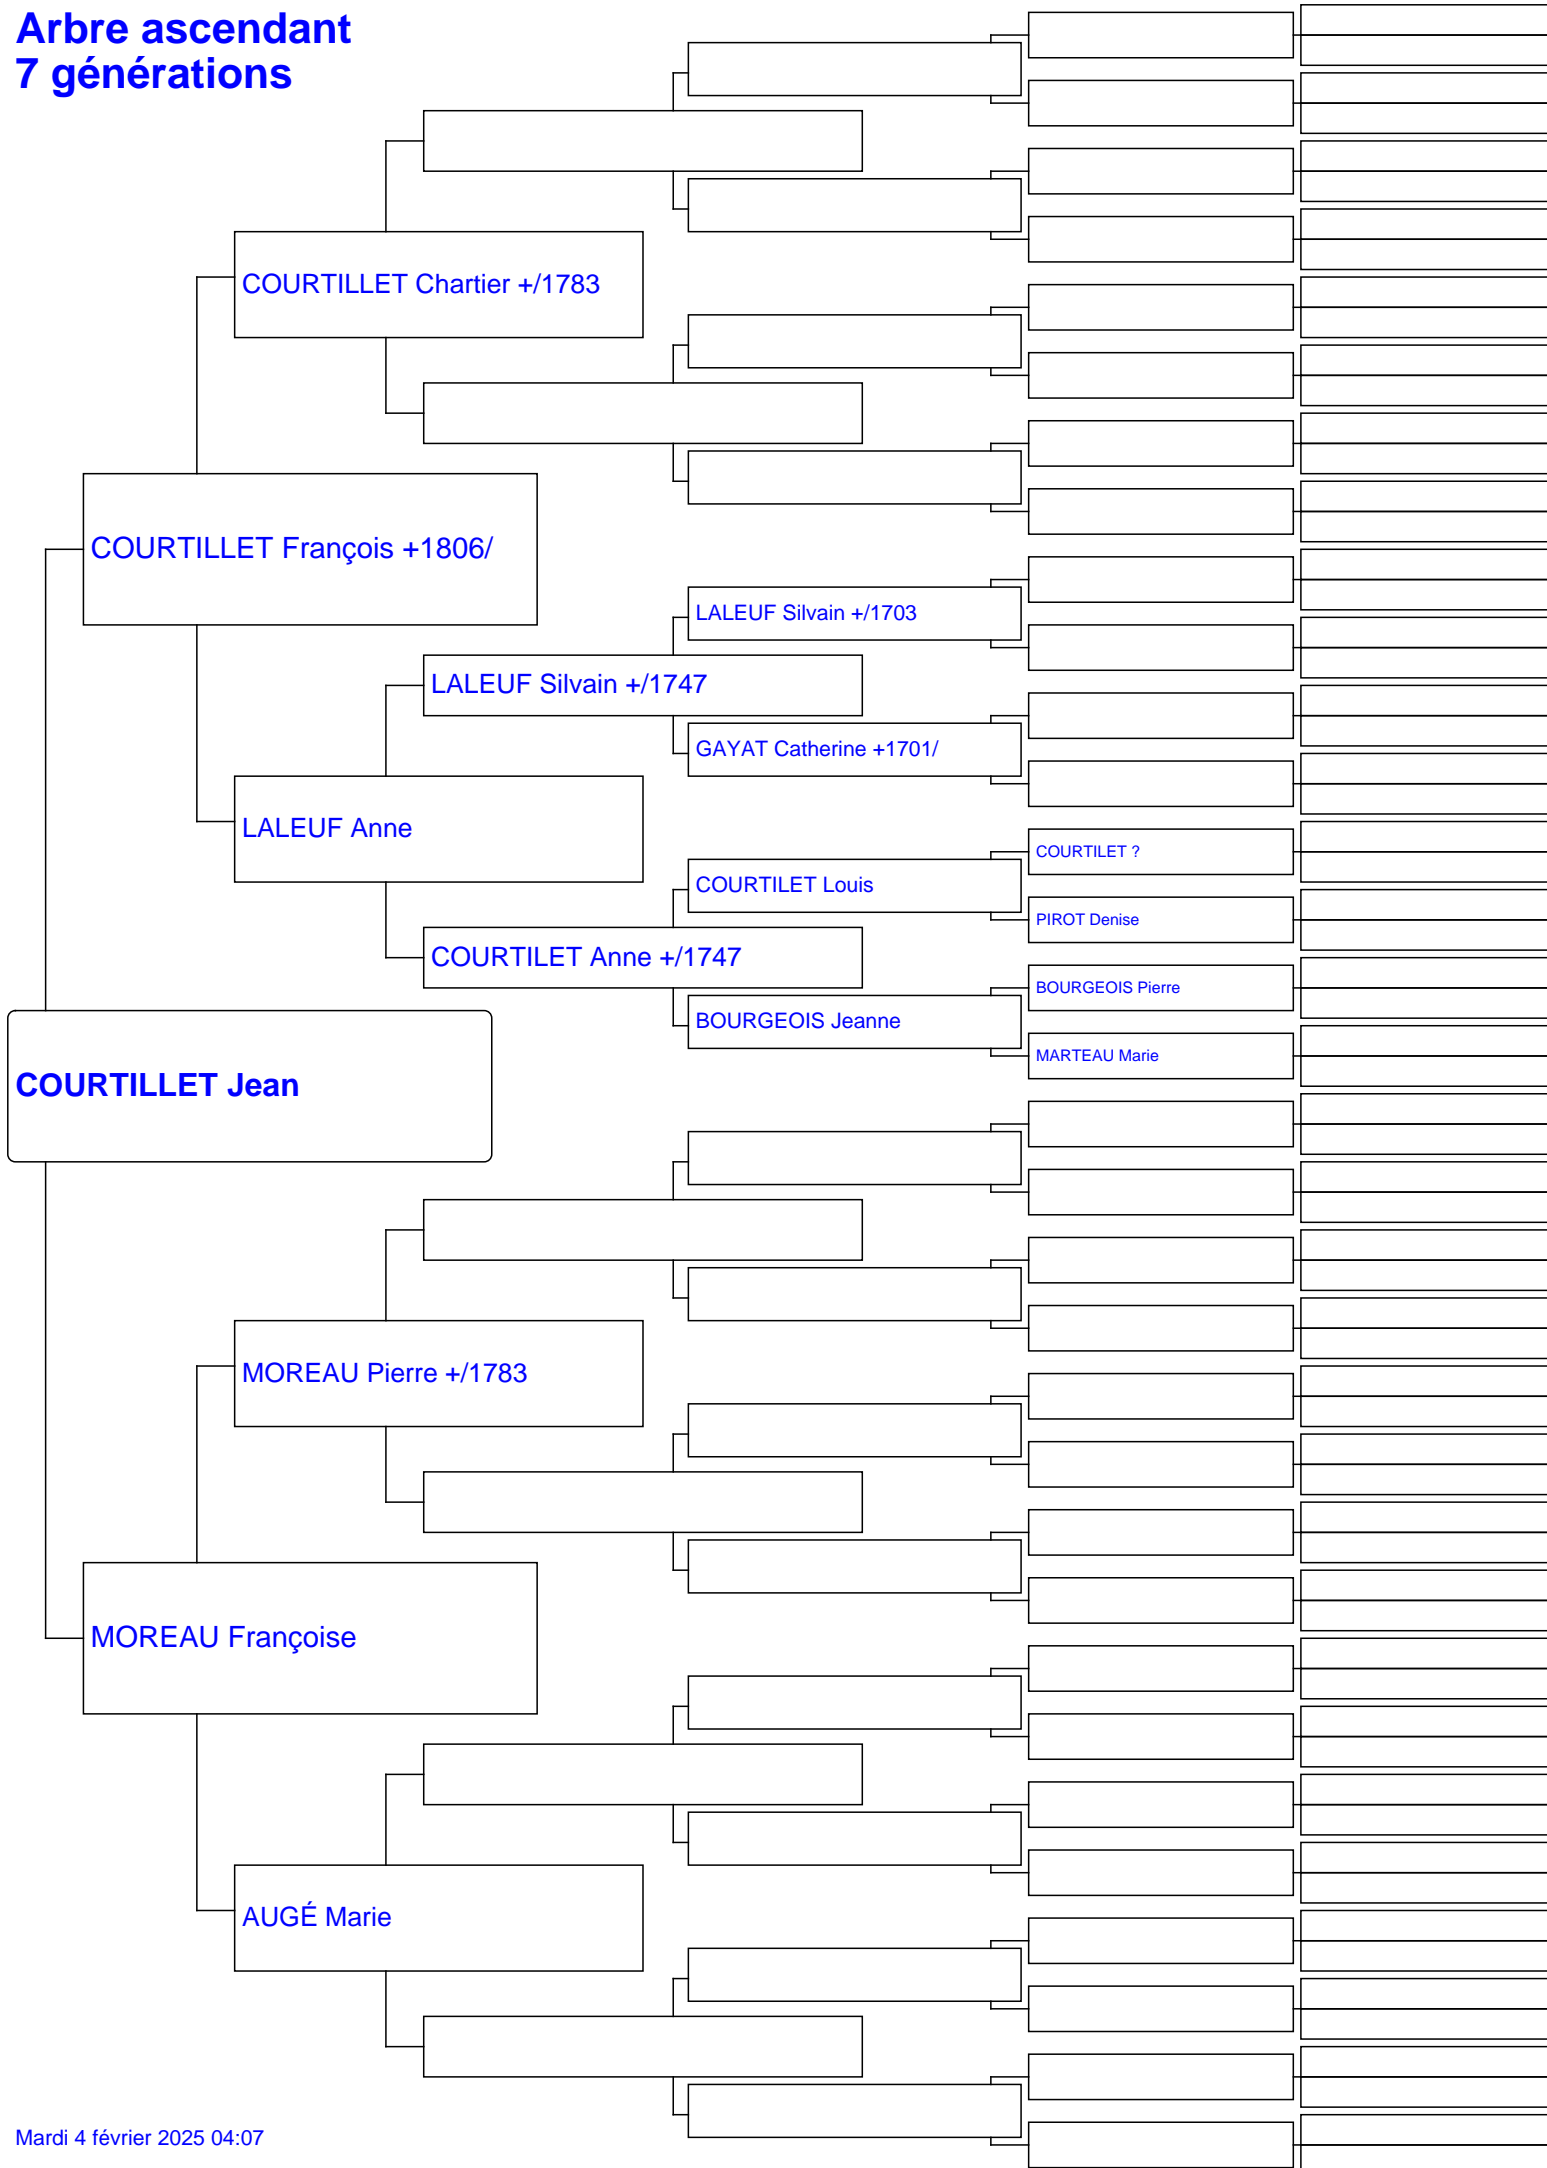 Arbre ascendant
7 générations
COURTILLET Chartier +/1783
COURTILLET François +1806/
LALEUF Silvain +/1703
LALEUF Silvain +/1747
GAYAT Catherine +1701/
LALEUF Anne
COURTILET ?
COURTILET Louis
PIROT Denise
COURTILET Anne +/1747
BOURGEOIS Pierre
BOURGEOIS Jeanne
MARTEAU Marie
COURTILLET Jean
MOREAU Pierre +/1783
MOREAU Françoise
AUGÉ Marie
Mardi 4 février 2025 04:07